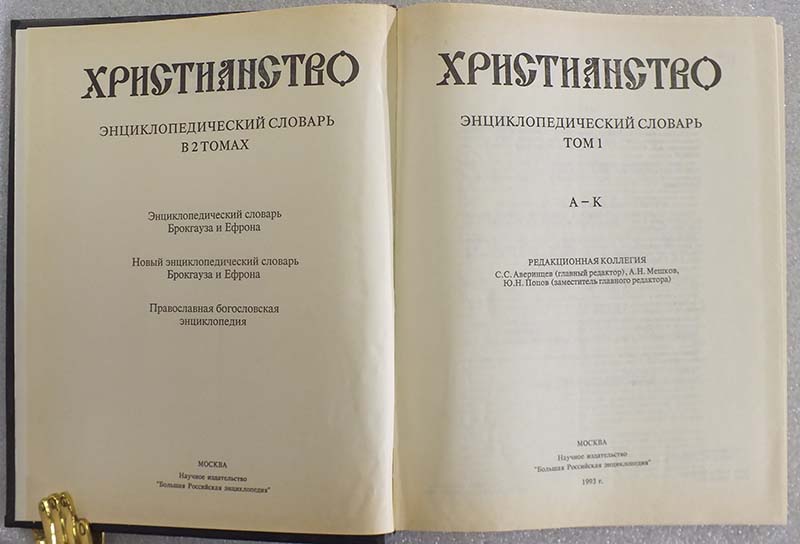 ХРИСТИАНСТВО
ЭНЦИКЛОПЕДИЧЕСКИЙ СЛОВАРЬ
В 2 ТОМАХ
Энциклопедический словарь
Брокгауза и Ефрона
Новый энциклопедический словарь
Брокгауза и Ефрона
Православная богословская
энциклопедия
МОСКВА
Научное издательство
"Большая Российская энциклопедия"
ХРИСТИАНСТВО
ЭНЦИКЛОПЕДИЧЕСКИЙ СЛОВАРЬ
ТОМ 1
А – К
РЕДАКЦИОННАЯ КОЛЛЕГИЯ
С.С. Аверинцев (главный редактор), А.Н. Мешков,
Ю.Н. Попов (заместитель главного редактора)
МОСКВА
Научное издательство
"Большая Российская энциклопедия"
1993 г.